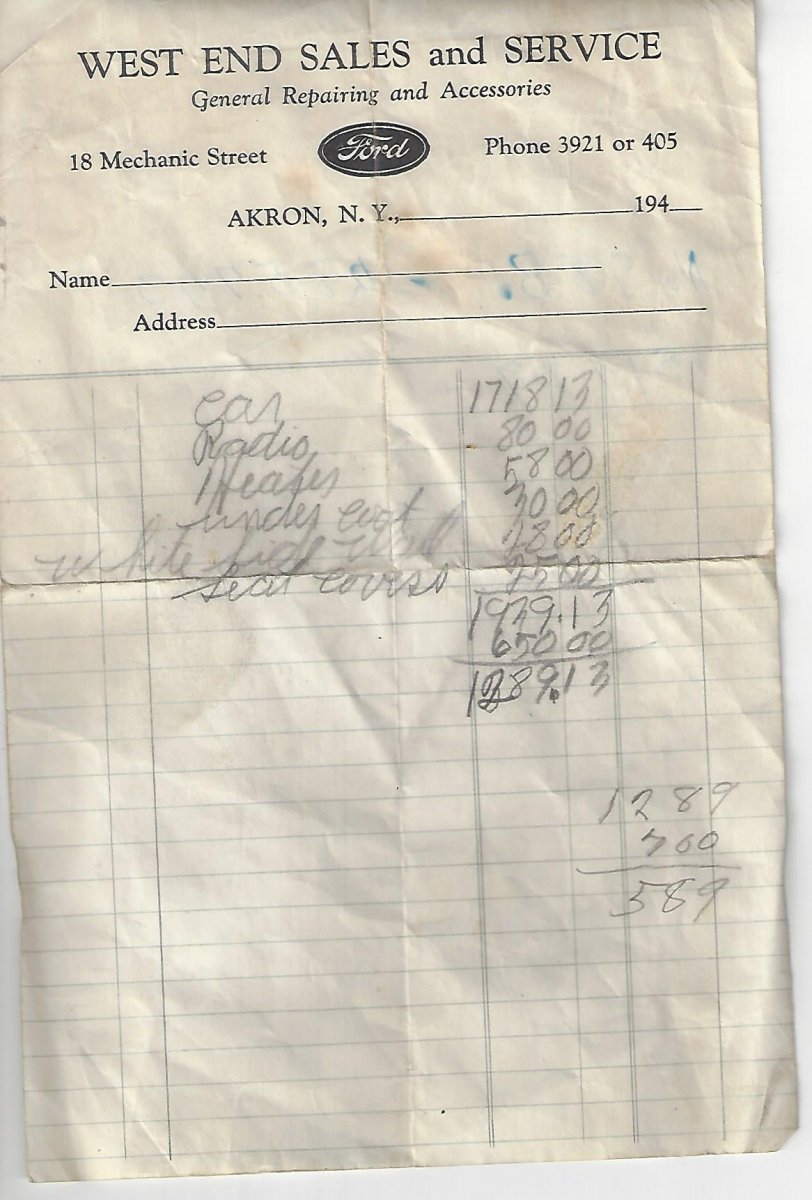 WEST END SALES and SERVICE
General Repairing and Accessories
18 Mechanic Street Ford Phone 3921 or 405
AKRON, N. Y., 194
Name
Address
car 1718 13
Radio 80 00
Heater 58 00
under coat 30 00
white side wall 28 00
seat covers 25 00
1939.13
650 00
1289.13
1289
700
589